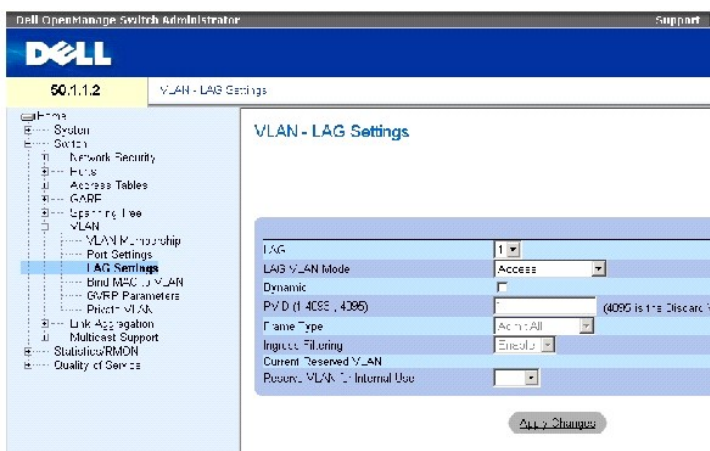 Dell OpenManage Switch Administrator
Support
DELL
50.1.1.2
VLAN - LAG Settings
Home
System
Switch
Network Security
Ports
Address Tables
GARP
Spanning Tree
VLAN
VLAN Membership
Port Settings
LAG Settings
Bind MAC to VLAN
GVRP Parameters
Private VLAN
Link Aggregation
Multicast Support
Statistics/RMON
Quality of Service
VLAN - LAG Settings
LAG
1
LAG VLAN Mode
Access
Dynamic
PVID (1-4093, 4095)
(4095 is the Discard
Frame Type
Admit All
Ingress Filtering
Enable
Current Reserved VLAN
Reserve VLAN for Internal Use
Apply Changes